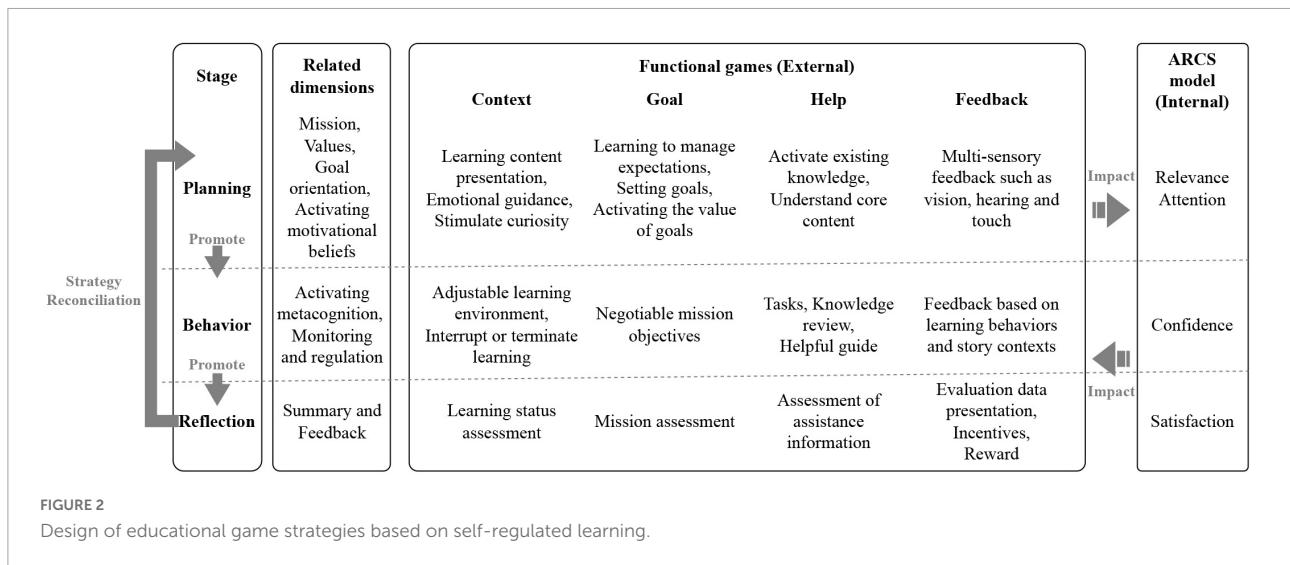 Stage
Related
dimensions
Functional games (External)
Context
Goal
Help
Feedback
ARCS
model
(Internal)
Planning
Mission,
Values,
Goal
orientation,
Activating
motivational
beliefs
Learning content
presentation,
Emotional guidance,
Stimulate curiosity
Learning to manage
expectations,
Setting goals,
Activating the value
of goals
Activate existing
knowledge,
Understand core
content
Multi-sensory
feedback such as
vision, hearing and
touch
Impact
Relevance
Attention
Promote
Strategy
Reconciliation
Behavior
Activating
metacognition,
Monitoring
and regulation
Adjustable learning
environment,
Interrupt or terminate
learning
Negotiable mission
objectives
Tasks, Knowledge
review,
Helpful guide
Feedback based on
learning behaviors
and story contexts
Confidence
Promote
Impact
Reflection
Summary and
Feedback
Learning status
assessment
Mission assessment
Assessment of
assistance
information
Evaluation data
presentation,
Incentives,
Reward
Satisfaction
FIGURE 2
Design of educational game strategies based on self-regulated learning.